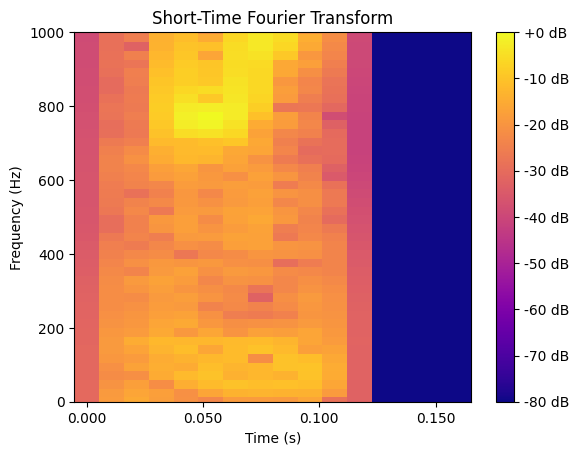 Short-Time Fourier Transform
1000
800
600
400
200
0
Frequency (Hz)
0.000
0.050
0.100
0.150
Time (s)
+0 dB
-10 dB
-20 dB
-30 dB
-40 dB
-50 dB
-60 dB
-70 dB
-80 dB